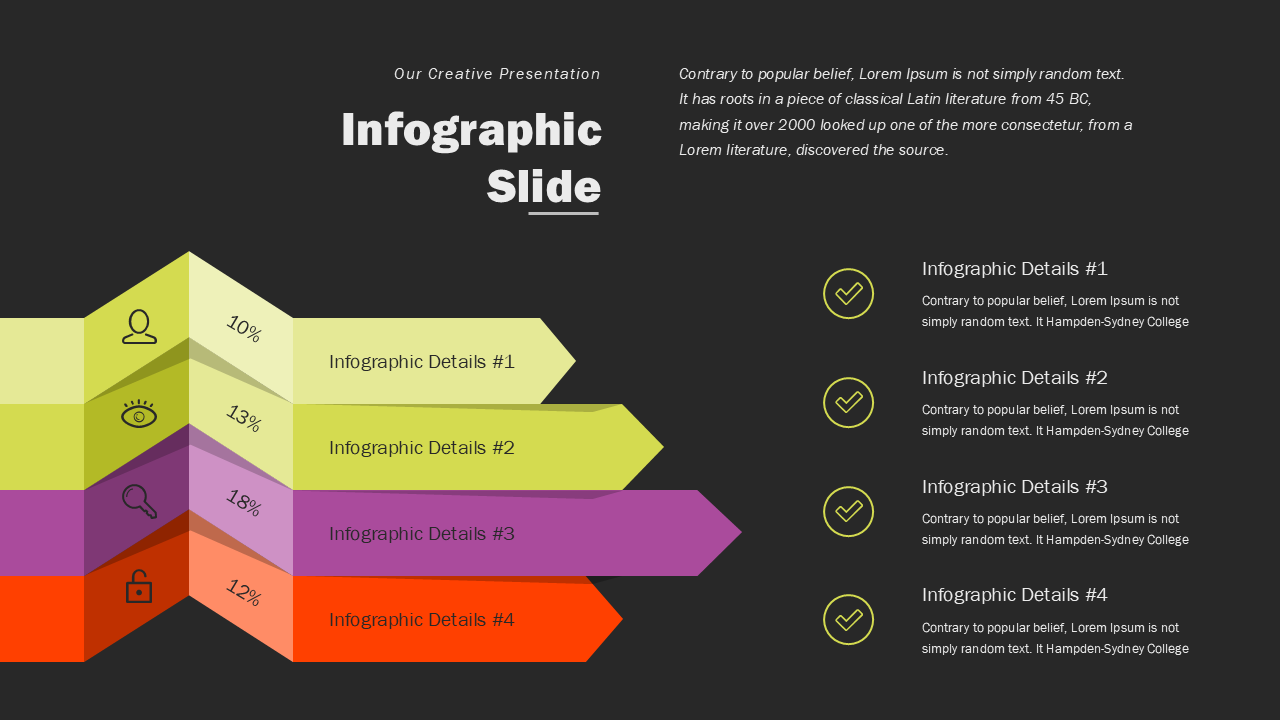 Our Creative Presentation
Infographic
Slide
Contrary to popular belief, Lorem Ipsum is not simply random text.
It has roots in a piece of classical Latin literature from 45 BC,
making it over 2000 looked up one of the more consectetur, from a
Lorem literature, discovered the source.
10%
Infographic Details #1
13%
Infographic Details #2
18%
Infographic Details #3
12%
Infographic Details #4
Infographic Details #1
Contrary to popular belief, Lorem Ipsum is not
simply random text. It Hampden-Sydney College
Infographic Details #2
Contrary to popular belief, Lorem Ipsum is not
simply random text. It Hampden-Sydney College
Infographic Details #3
Contrary to popular belief, Lorem Ipsum is not
simply random text. It Hampden-Sydney College
Infographic Details #4
Contrary to popular belief, Lorem Ipsum is not
simply random text. It Hampden-Sydney College